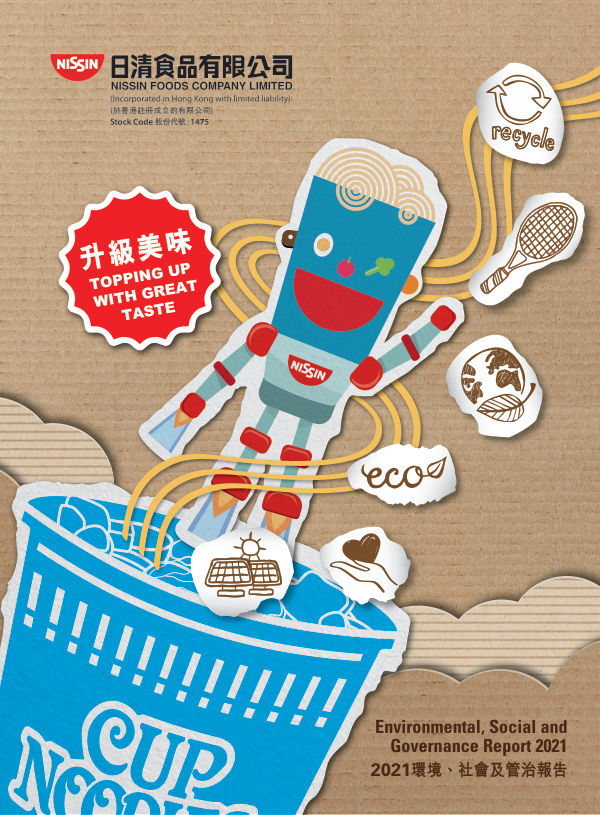 NISSIN
日清食品有限公司
NISSIN FOODS COMPANY LIMITED
(Incorporated in Hong Kong with limited liability)
(於香港註冊成立的有限公司)
Stock Code 股份代號 : 1475
recycle
升級美味
TOPPING UP
WITH GREAT
TASTE
NISSIN
eco
CUP
NOODLES
Environmental, Social and
Governance Report 2021
2021環境、社會及管治報告